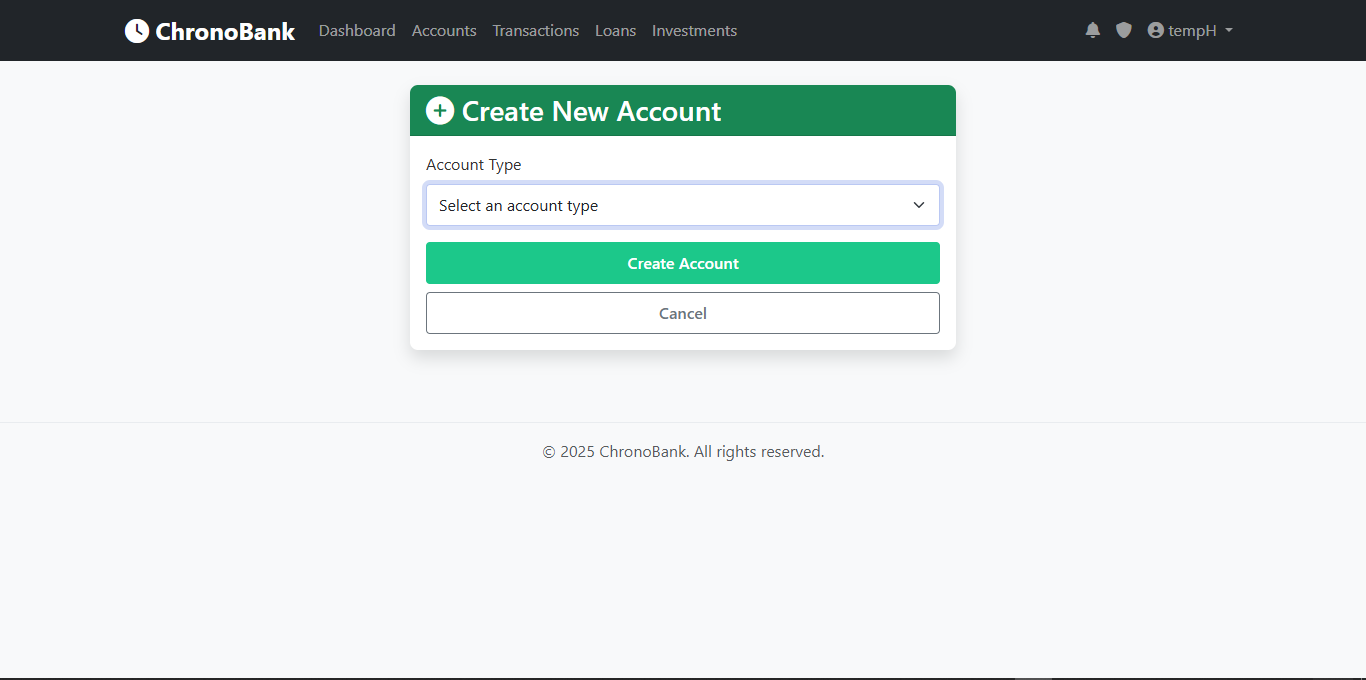 ChronoBank Dashboard Accounts Transactions Loans Investments tempH
Create New Account
Account Type
Select an account type
Create Account
Cancel
© 2025 ChronoBank. All rights reserved.